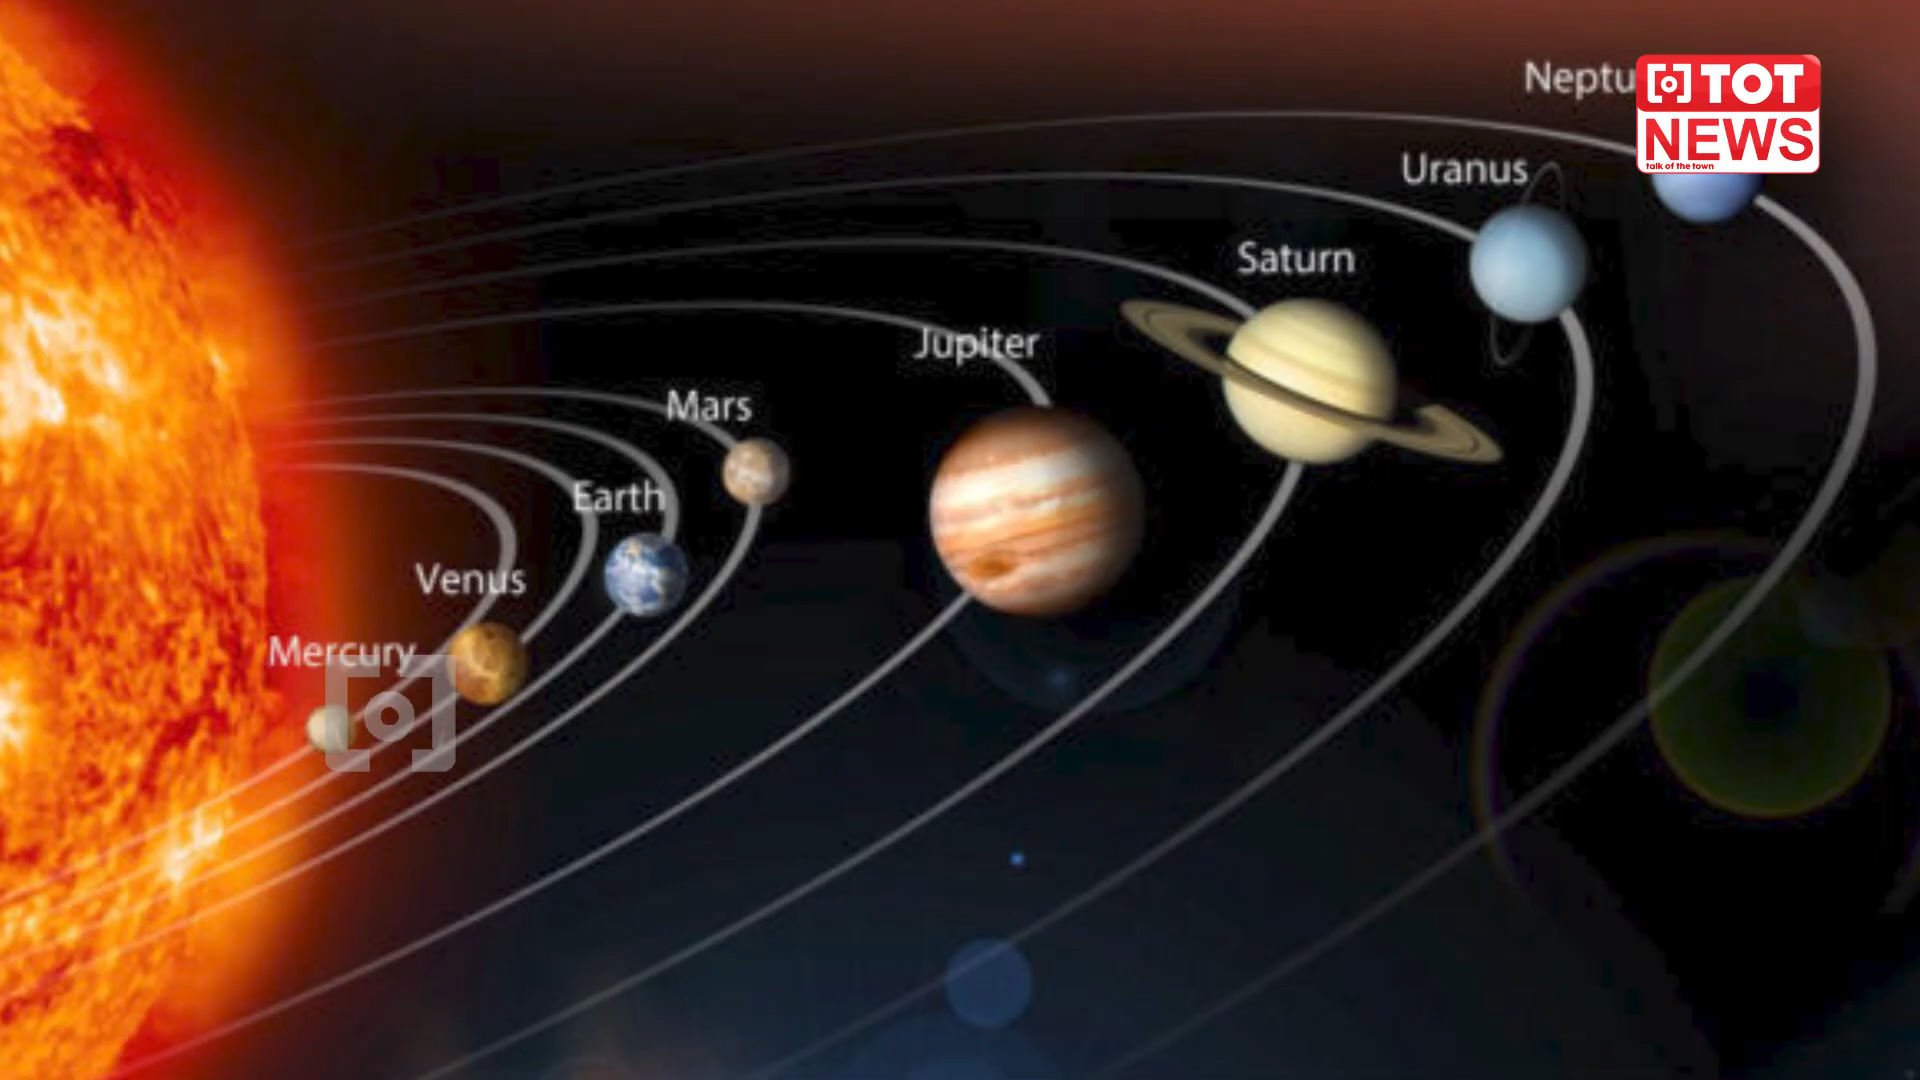 Neptu
TOT
NEWS
talk of the town
Uranus
Saturn
Jupiter
Mars
Earth
Venus
Mercury